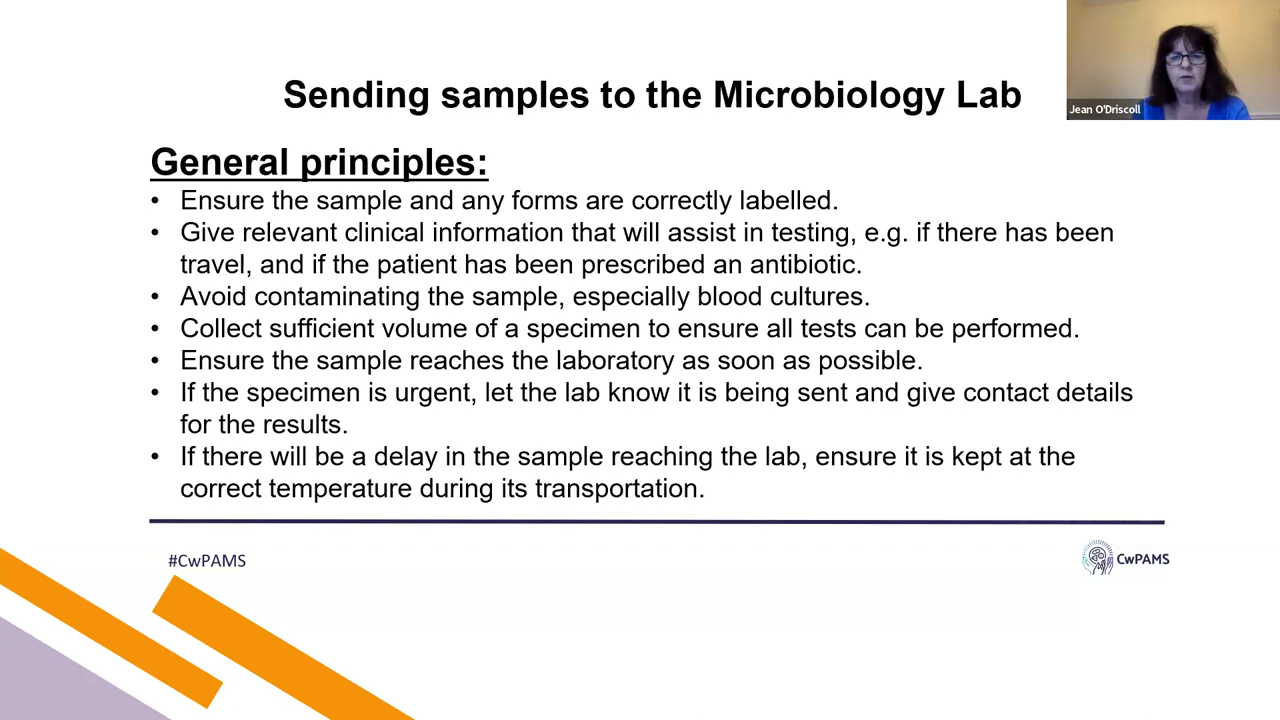 Sending samples to the Microbiology Lab
Jean O'Driscoll
General principles:
• Ensure the sample and any forms are correctly labelled.
• Give relevant clinical information that will assist in testing, e.g. if there has been
travel, and if the patient has been prescribed an antibiotic.
• Avoid contaminating the sample, especially blood cultures.
• Collect sufficient volume of a specimen to ensure all tests can be performed.
• Ensure the sample reaches the laboratory as soon as possible.
• If the specimen is urgent, let the lab know it is being sent and give contact details
for the results.
• If there will be a delay in the sample reaching the lab, ensure it is kept at the
correct temperature during its transportation.
#CwPAMS
CwPAMS